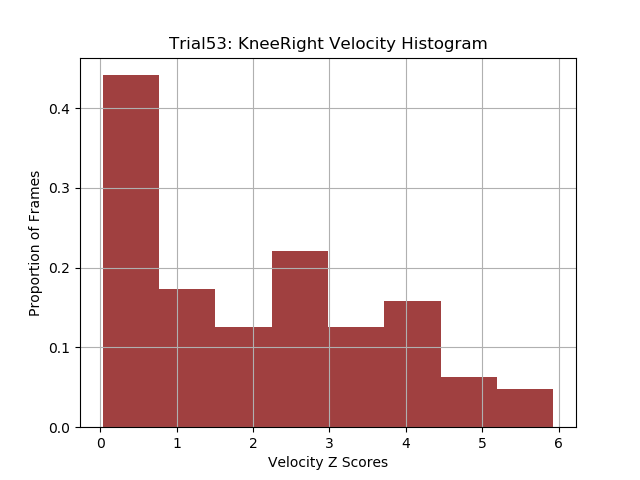 Trial53: KneeRight Velocity Histogram
0.4
0.3
0.2
0.1
0.0
Proportion of Frames
0 1 2 3 4 5 6
Velocity Z Scores